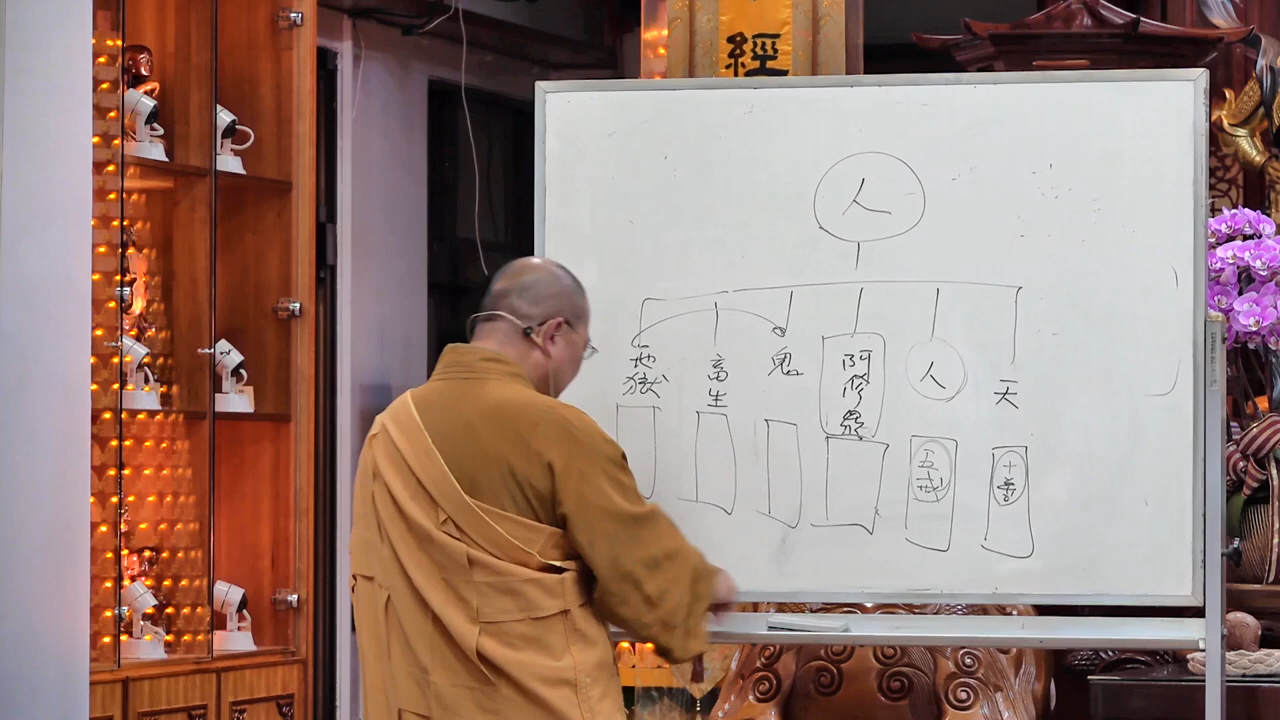 經
人
地獄
畜生
鬼
阿修羅
人
天
五戒
十善